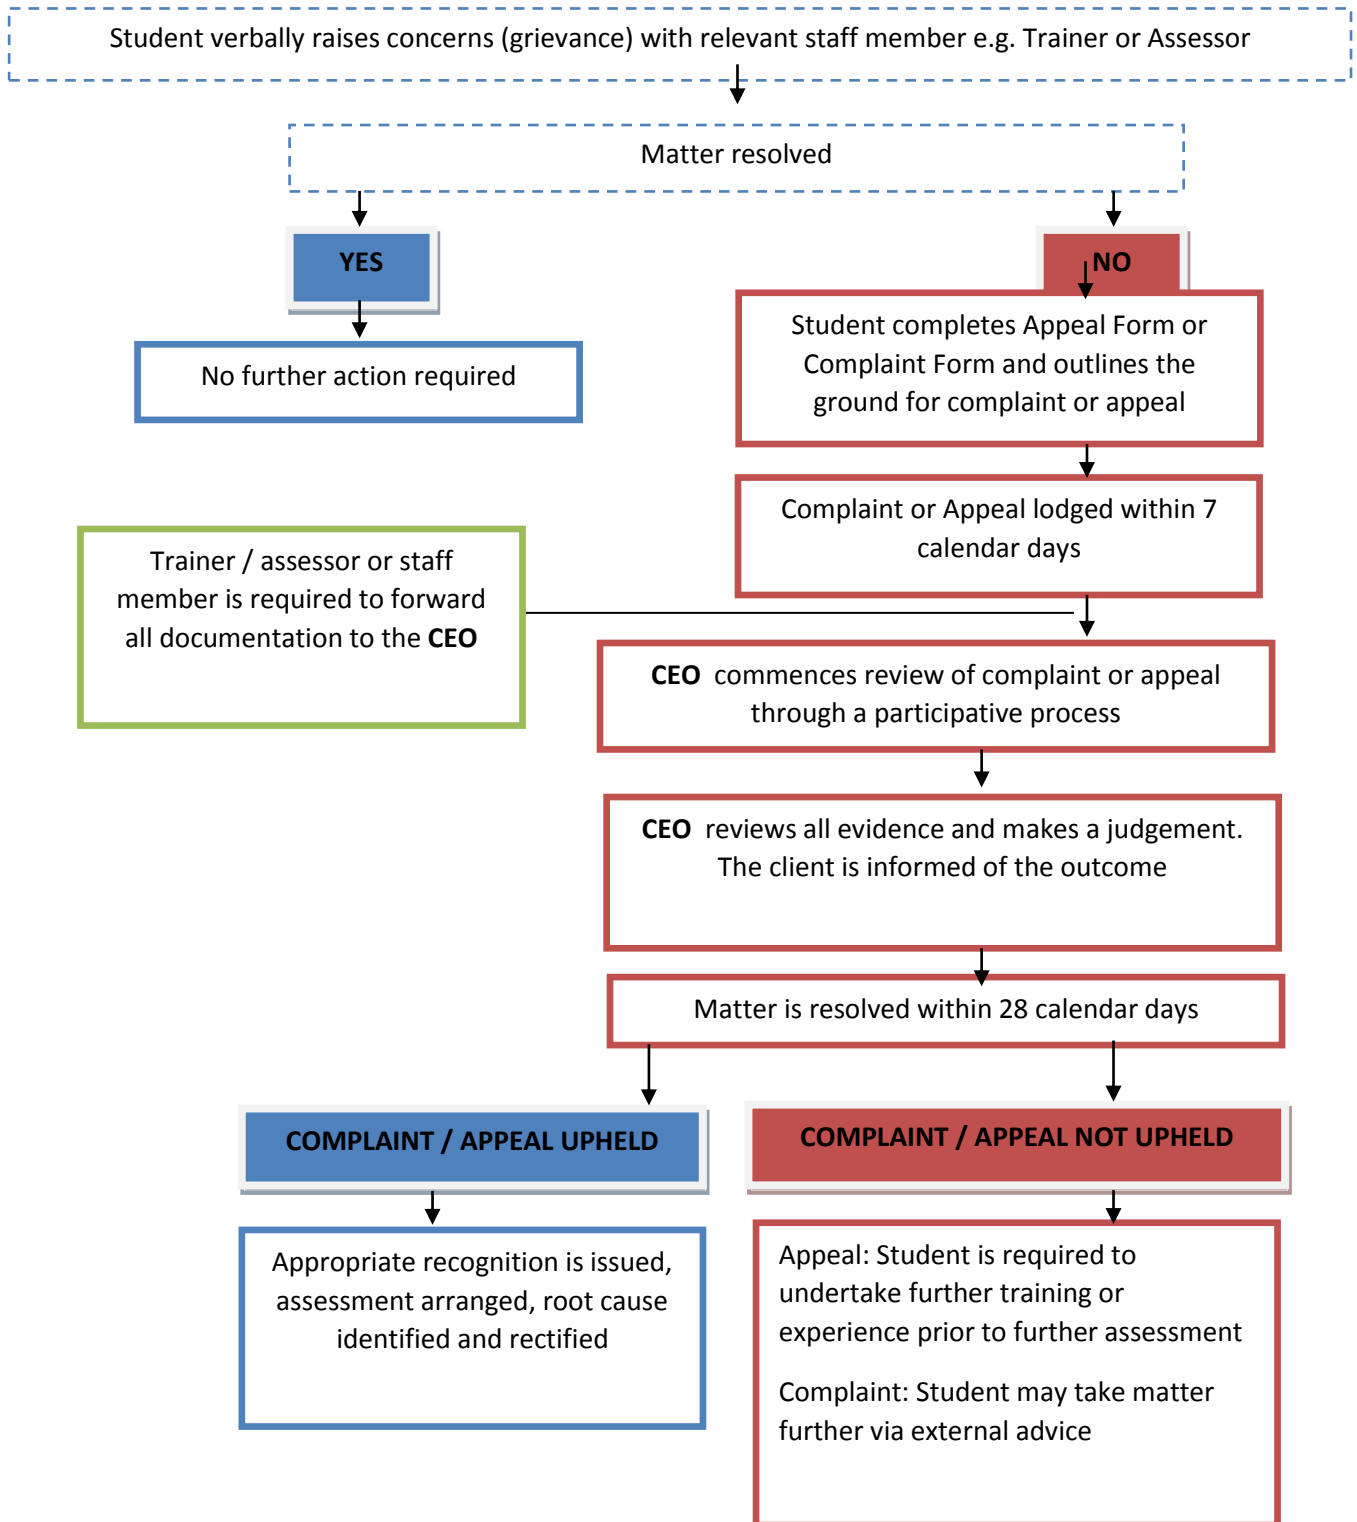 Student verbally raises concerns (grievance) with relevant staff member e.g. Trainer or Assessor
Matter resolved
YES
NO
No further action required
Student completes Appeal Form or
Complaint Form and outlines the
ground for complaint or appeal
Complaint or Appeal lodged within 7
calendar days
Trainer / assessor or staff
member is required to forward
all documentation to the CEO
CEO commences review of complaint or appeal
through a participative process
CEO reviews all evidence and makes a judgement.
The client is informed of the outcome
Matter is resolved within 28 calendar days
COMPLAINT / APPEAL UPHELD
COMPLAINT / APPEAL NOT UPHELD
Appropriate recognition is issued,
assessment arranged, root cause
identified and rectified
Appeal: Student is required to
undertake further training or
experience prior to further assessment
Complaint: Student may take matter
further via external advice